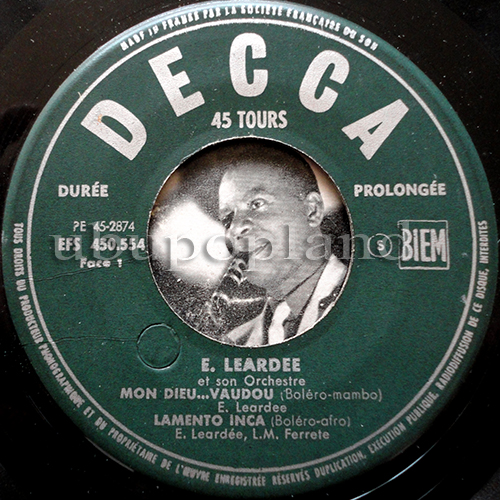 MADE IN FRANCE PAR LA SOCIÉTÉ FRANÇAISE DU SON
DECCA
45 TOURS
DURÉE
PROLONGÉE
PE 45-2874
EFS 450.554
Face 1
S
BIEM
ubupopland
E. LEARDEE
et son Orchestre
MON DIEU...VAUDOU (Boléro-mambo)
E. Leardee
LAMENTO INCA (Boléro-afro)
E. Leardée, L.M. Ferrete
TOUS DROITS DU PRODUCTEUR PHONOGRAPHIQUE ET DU PROPRIÉTAIRE DE L'ŒUVRE ENREGISTRÉE RÉSERVÉS DUPLICATION, EXÉCUTION PUBLIQUE, RADIODIFFUSION DE CE DISQUE, INTERDITES